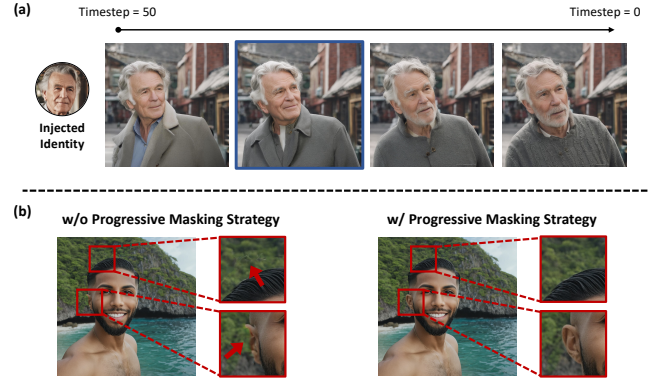 (a)
Timestep = 50
Timestep = 0
Injected
Identity
(b)
w/o Progressive Masking Strategy
w/ Progressive Masking Strategy